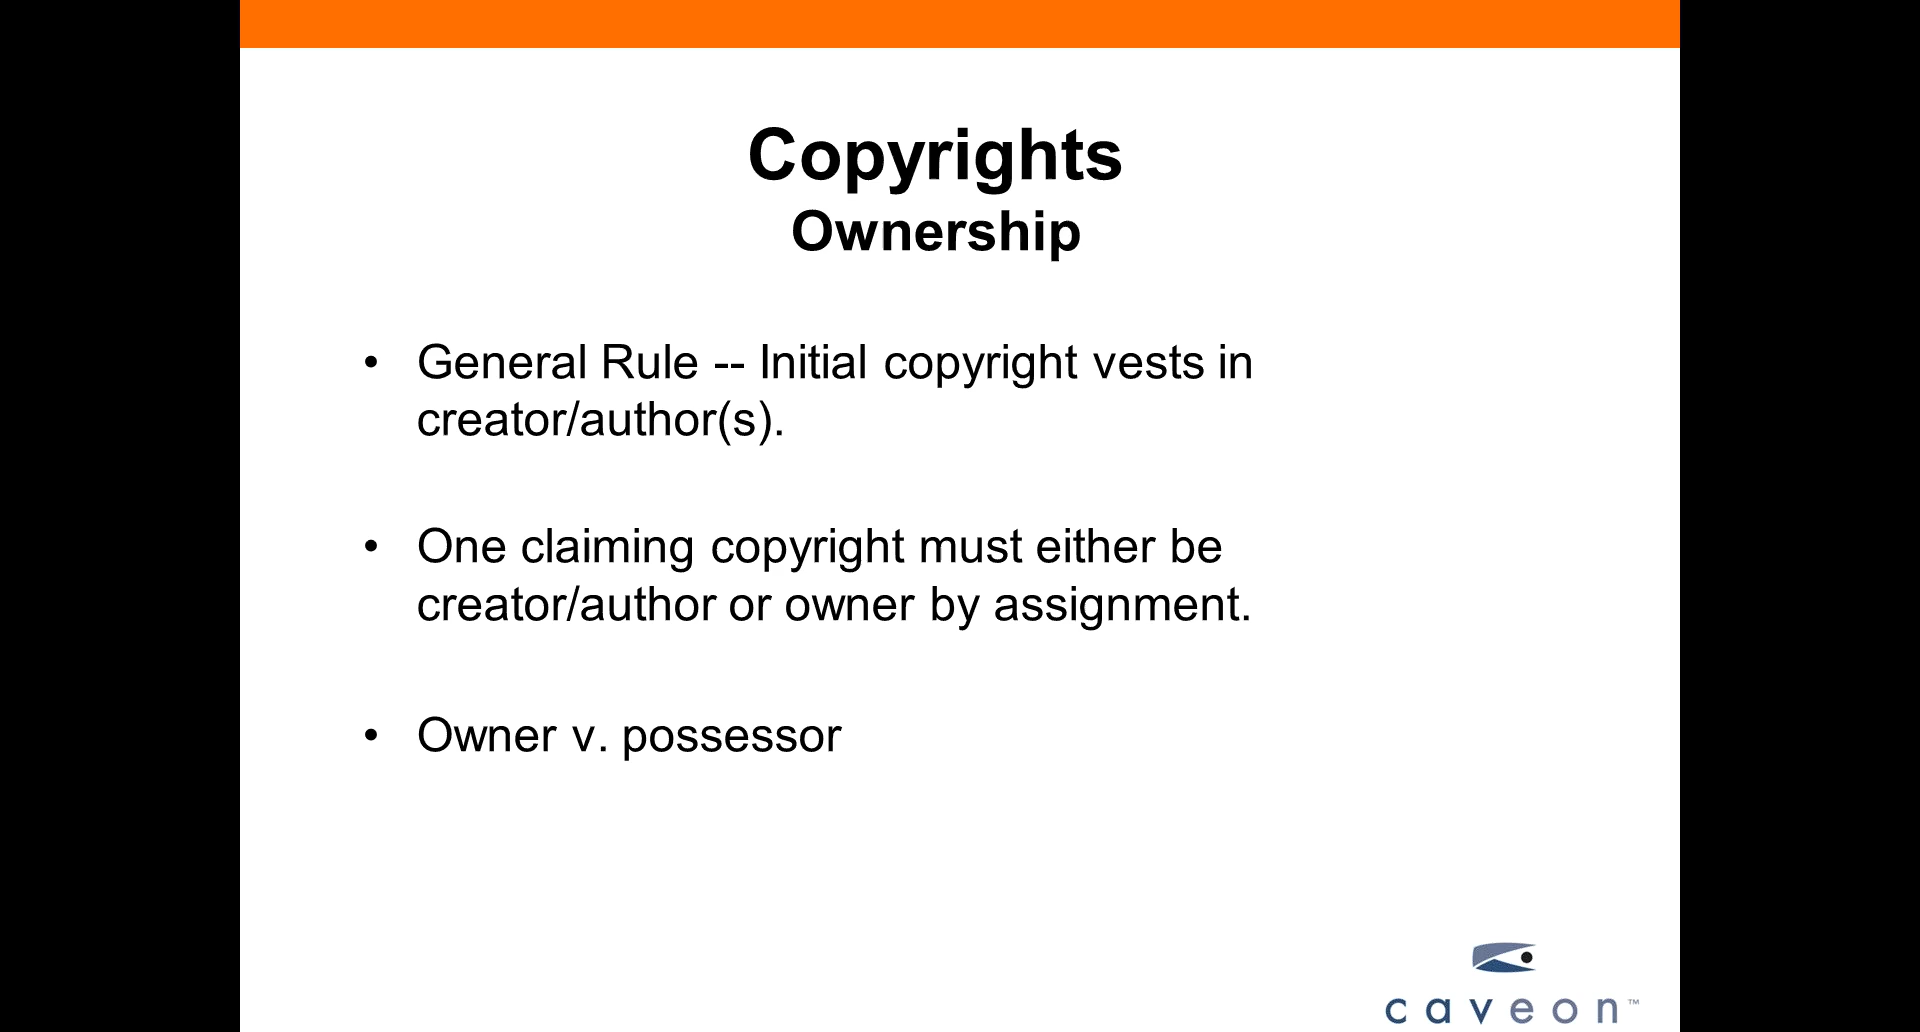 Copyrights
Ownership
• General Rule -- Initial copyright vests in
creator/author(s).
• One claiming copyright must either be
creator/author or owner by assignment.
• Owner v. possessor
caveon™